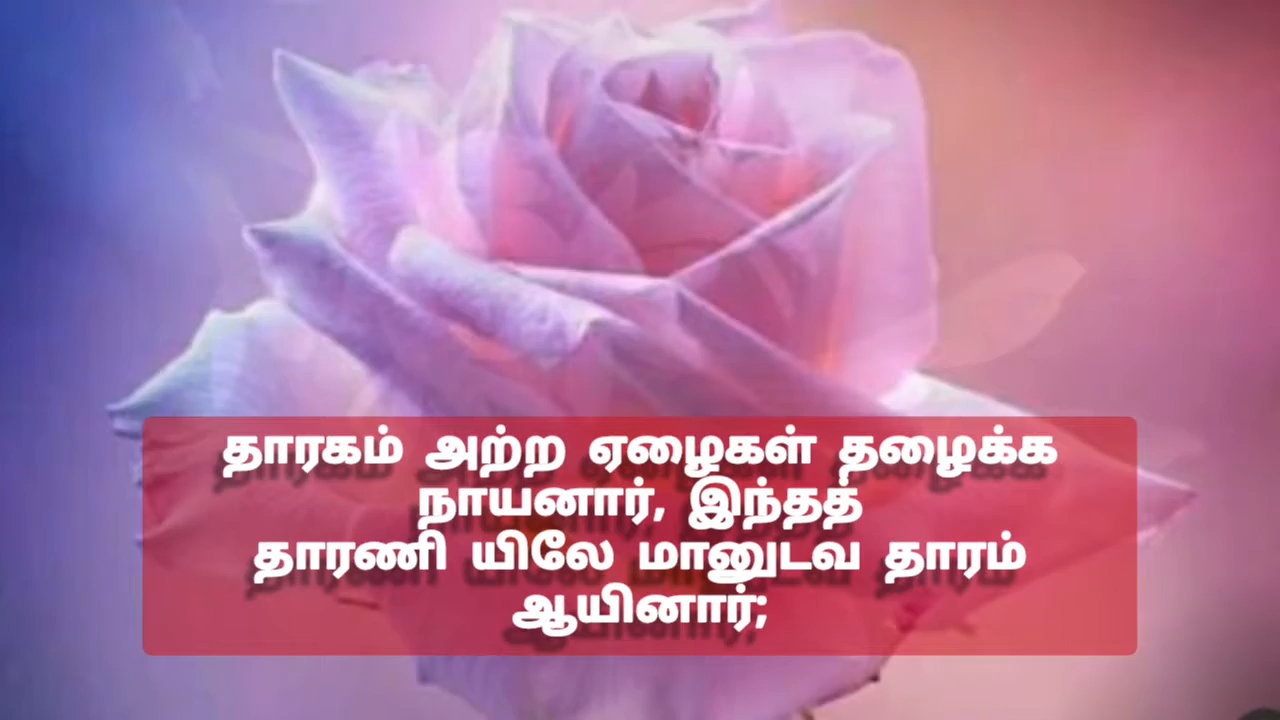 தாரகம் அற்ற ஏழைகள் தழைக்க
நாயனார், இந்தத்
தாரணி யிலே மானுடவ தாரம்
ஆயினார்;